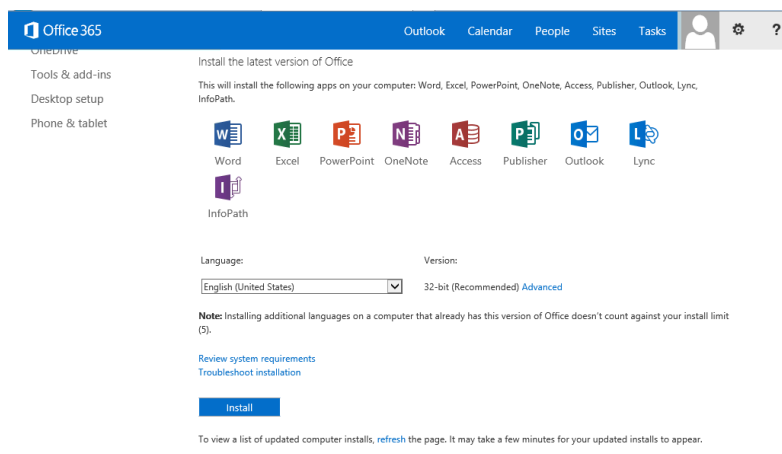 Office 365
Outlook Calendar People Sites Tasks ?
OneDrive
Tools & add-ins
Desktop setup
Phone & tablet
Install the latest version of Office
This will install the following apps on your computer: Word, Excel, PowerPoint, OneNote, Access, Publisher, Outlook, Lync,
InfoPath.
W X P N A P O L
Word Excel PowerPoint OneNote Access Publisher Outlook Lync
I
InfoPath
Language: Version:
English (United States) 32-bit (Recommended) Advanced
Note: Installing additional languages on a computer that already has this version of Office doesn't count against your install limit
(5).
Review system requirements
Troubleshoot installation
Install
To view a list of updated computer installs, refresh the page. It may take a few minutes for your updated installs to appear.